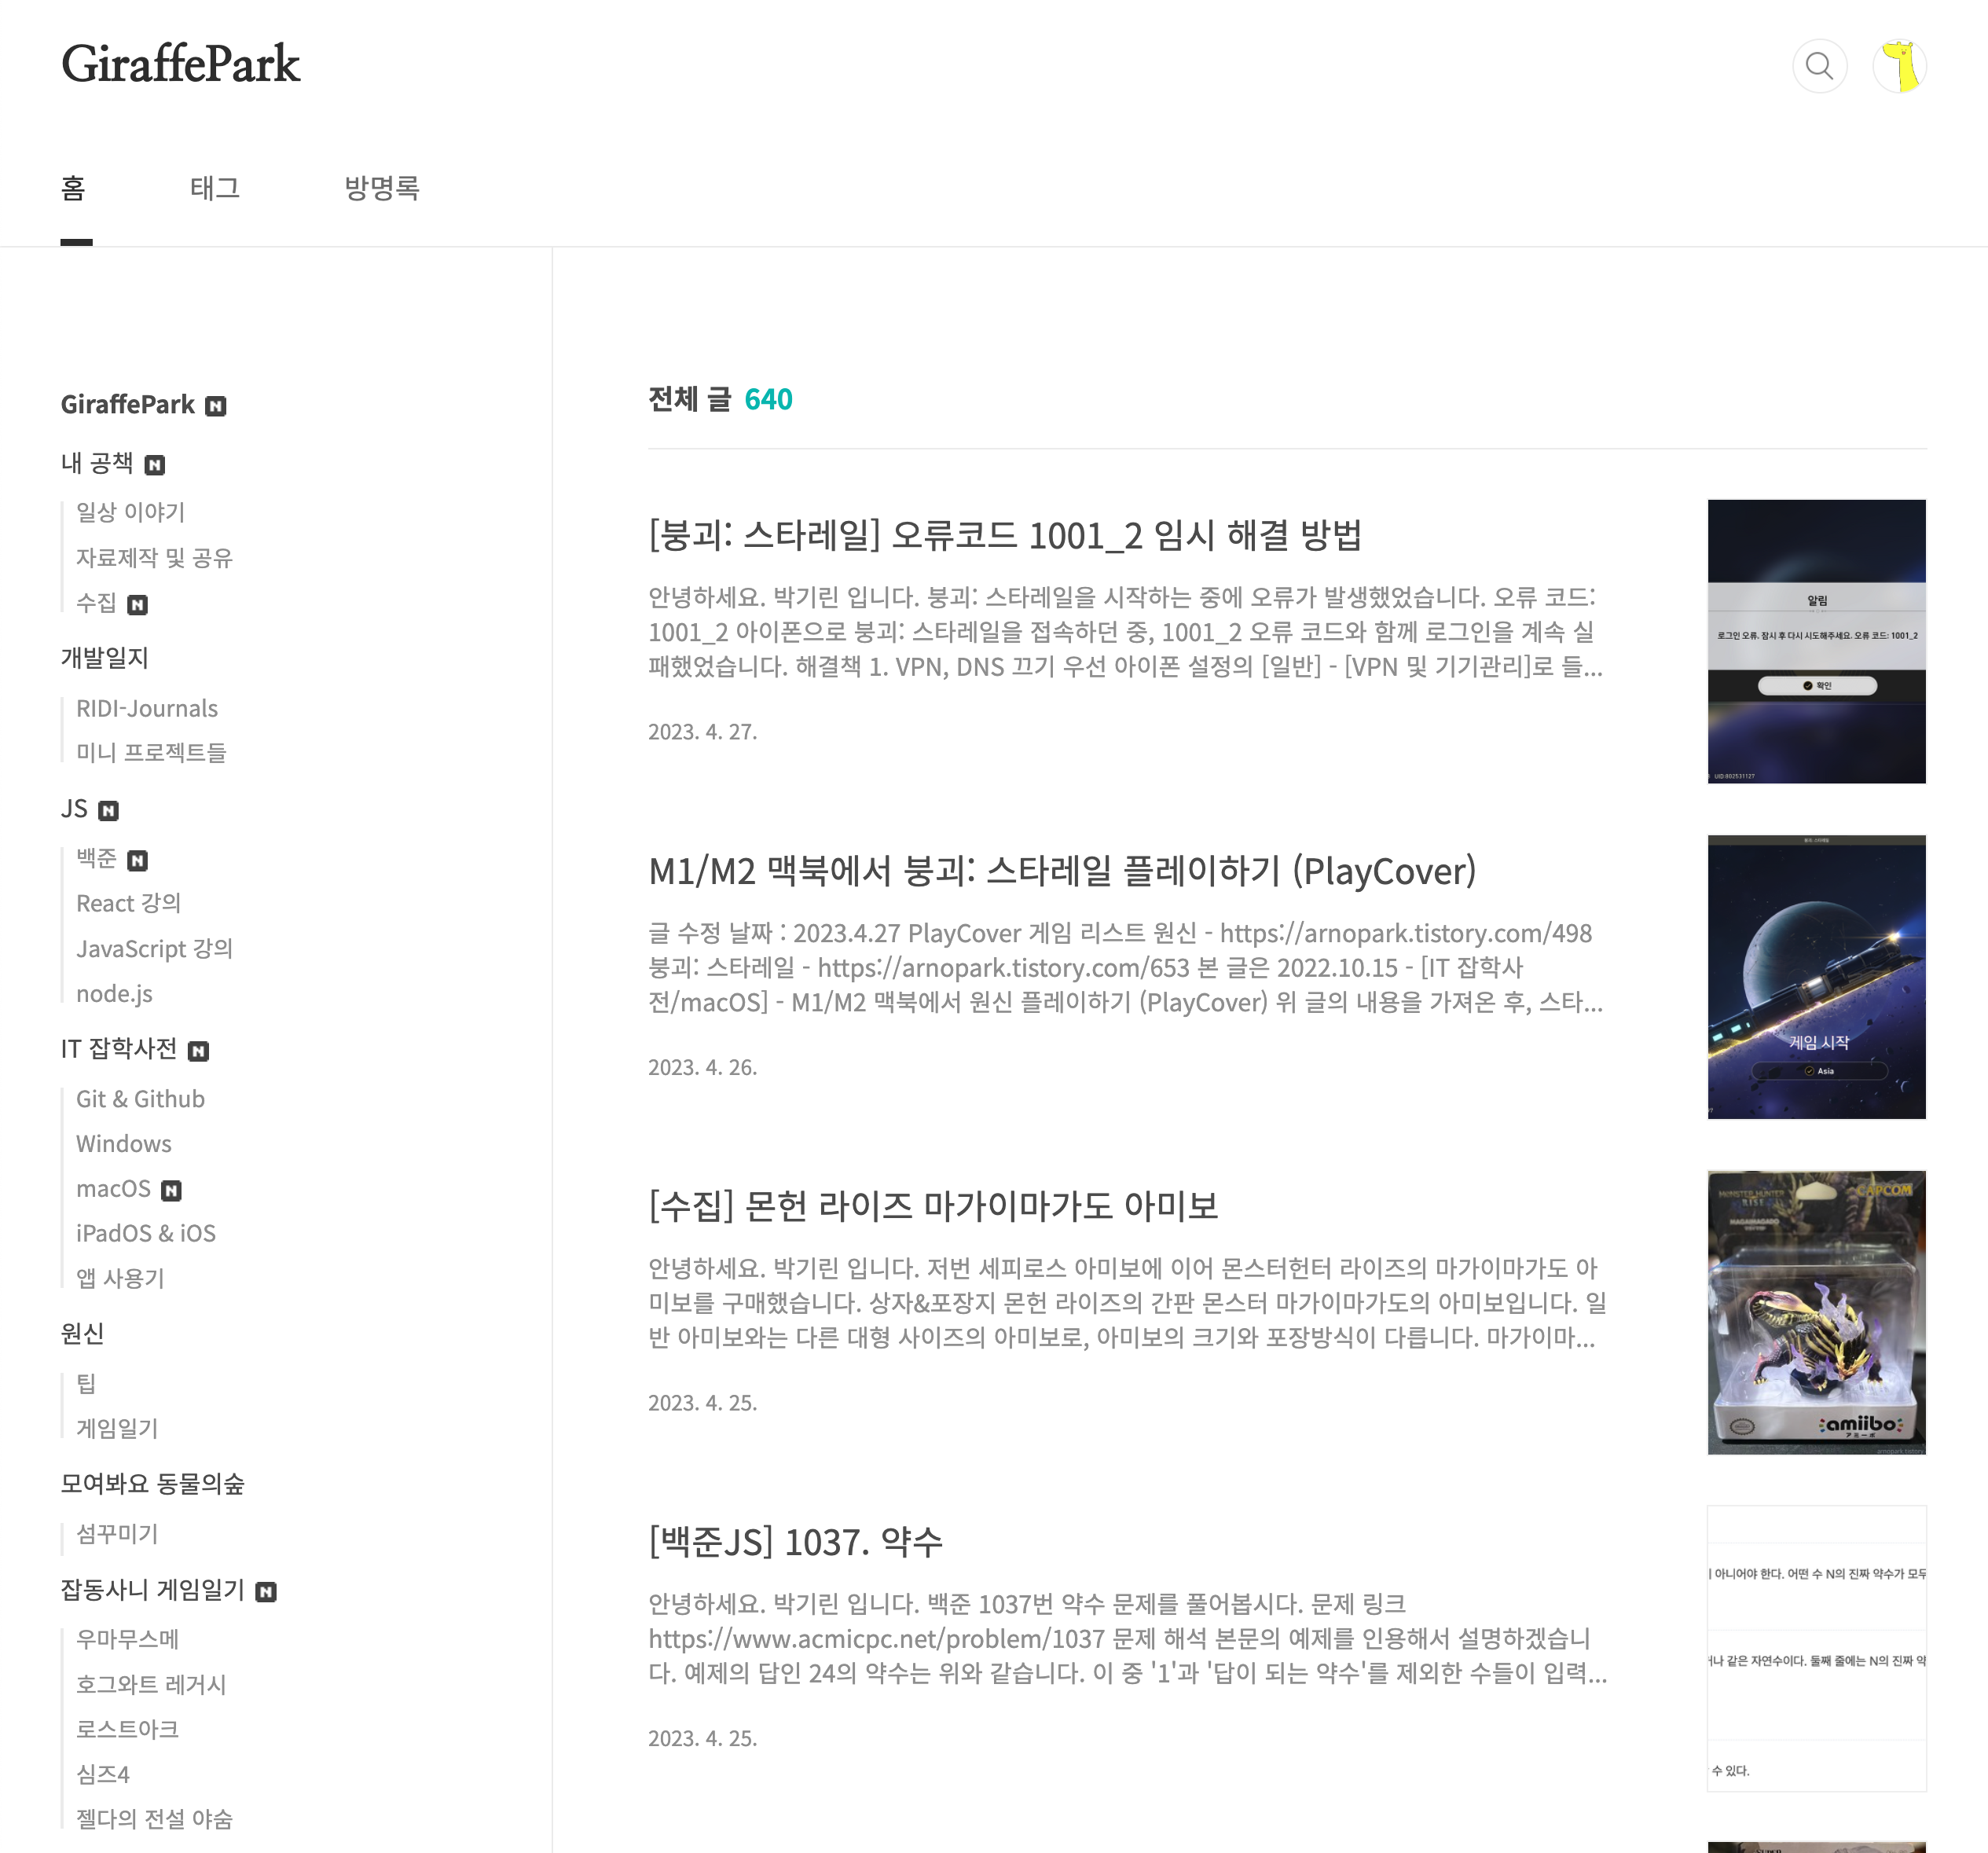 GiraffePark
홈 태그 방명록
GiraffePark N
내 공책 N
일상 이야기
자료제작 및 공유
수집 N
개발일지
RIDI-Journals
미니 프로젝트들
JS N
백준 N
React 강의
JavaScript 강의
node.js
IT 잡학사전 N
Git & Github
Windows
macOS N
iPadOS & iOS
앱 사용기
원신
팁
게임일기
모여봐요 동물의숲
섬꾸미기
잡동사니 게임일기 N
우마무스메
호그와트 레거시
로스트아크
심즈4
젤다의 전설 야숨
전체 글 640
[붕괴: 스타레일] 오류코드 1001_2 임시 해결 방법
안녕하세요. 박기린 입니다. 붕괴: 스타레일을 시작하는 중에 오류가 발생했었습니다. 오류 코드:
1001_2 아이폰으로 붕괴: 스타레일을 접속하던 중, 1001_2 오류 코드와 함께 로그인을 계속 실
패했었습니다. 해결책 1. VPN, DNS 끄기 우선 아이폰 설정의 [일반] - [VPN 및 기기관리]로 들...
2023. 4. 27.
알림
로그인 오류. 잠시 후 다시 시도해주세요. 오류 코드: 1001_2
확인
UID:802531127
M1/M2 맥북에서 붕괴: 스타레일 플레이하기 (PlayCover)
글 수정 날짜 : 2023.4.27 PlayCover 게임 리스트 원신 - https://arnopark.tistory.com/498
붕괴: 스타레일 - https://arnopark.tistory.com/653 본 글은 2022.10.15 - [IT 잡학사
전/macOS] - M1/M2 맥북에서 원신 플레이하기 (PlayCover) 위 글의 내용을 가져온 후, 스타...
2023. 4. 26.
붕괴: 스타레일
게임 시작
Asia
[수집] 몬헌 라이즈 마가이마가도 아미보
안녕하세요. 박기린 입니다. 저번 세피로스 아미보에 이어 몬스터헌터 라이즈의 마가이마가도 아
미보를 구매했습니다. 상자&포장지 몬헌 라이즈의 간판 몬스터 마가이마가도의 아미보입니다. 일
반 아미보와는 다른 대형 사이즈의 아미보로, 아미보의 크기와 포장방식이 다릅니다. 마가이마...
2023. 4. 25.
MONSTER HUNTER
RISE
CAPCOM
MAGAIMAGADO
amiibo
アミーボ
arnopark.tistory
[백준JS] 1037. 약수
안녕하세요. 박기린 입니다. 백준 1037번 약수 문제를 풀어봅시다. 문제 링크
https://www.acmicpc.net/problem/1037 문제 해석 본문의 예제를 인용해서 설명하겠습니
다. 예제의 답인 24의 약수는 위와 같습니다. 이 중 '1'과 '답이 되는 약수'를 제외한 수들이 입력...
2023. 4. 25.
아니어야 한다. 어떤 수 N의 진짜 약수가 모두
거나 같은 자연수이다. 둘째 줄에는 N의 진짜 약
수 있다.